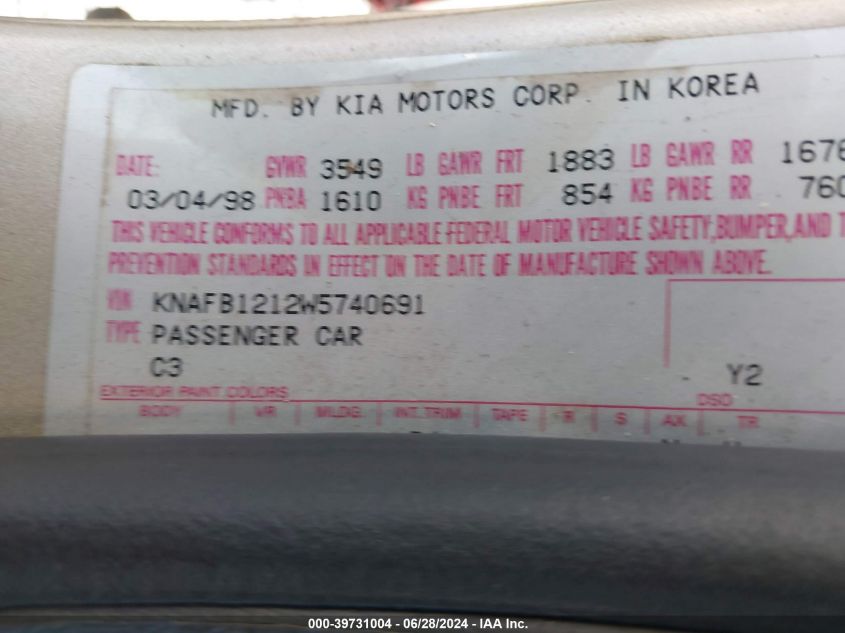 MFD. BY KIA MOTORS CORP. IN KOREA
DATE: GVWR 3549 LB GAWR FRT 1883 LB GAWR RR 1676
03/04/98 PNBA 1610 KG PNBE FRT 854 KG PNBE RR 760
THIS VEHICLE CONFORMS TO ALL APPLICABLE FEDERAL MOTOR VEHICLE SAFETY, BUMPER, AND T
PREVENTION STANDARDS IN EFFECT ON THE DATE OF MANUFACTURE SHOWN ABOVE.
VIN KNAFB1212W5740691
TYPE PASSENGER CAR
C3 Y2
EXTERIOR PAINT COLORS DSO
BODY VR MLDG. INT. TRIM TAPE R S AX TR
000-39731004 - 06/28/2024 - IAA Inc.